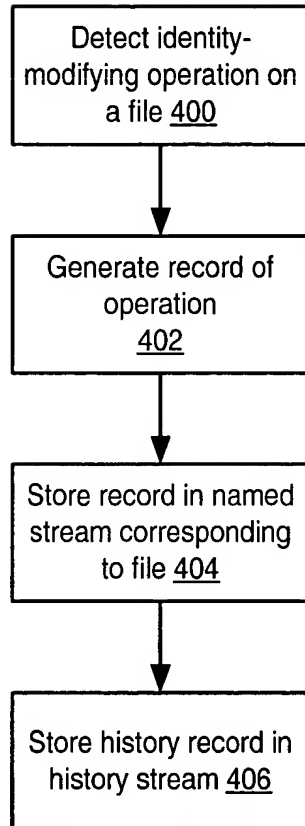 Detect identity-
modifying operation on
a file 400
Generate record of
operation
402
Store record in named
stream corresponding
to file 404
Store history record in
history stream 406